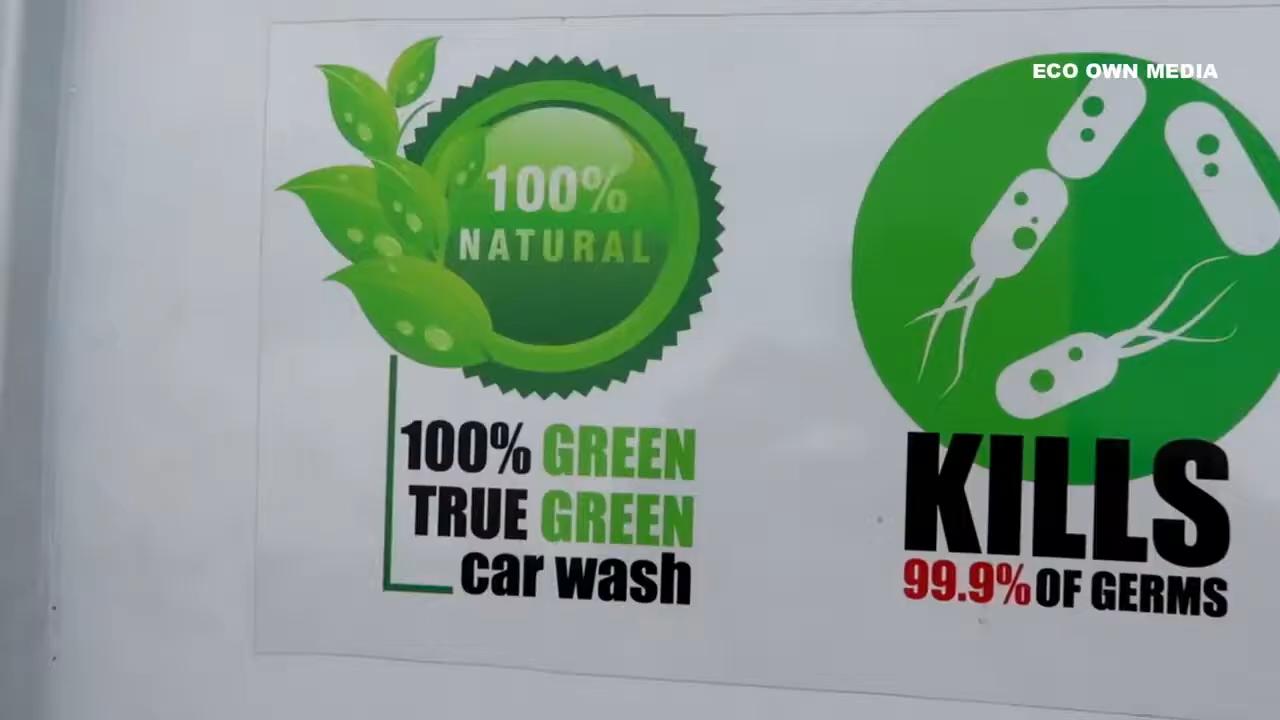 ECO OWN MEDIA
100%
NATURAL
100% GREEN
TRUE GREEN
car wash
KILLS
99.9% OF GERMS